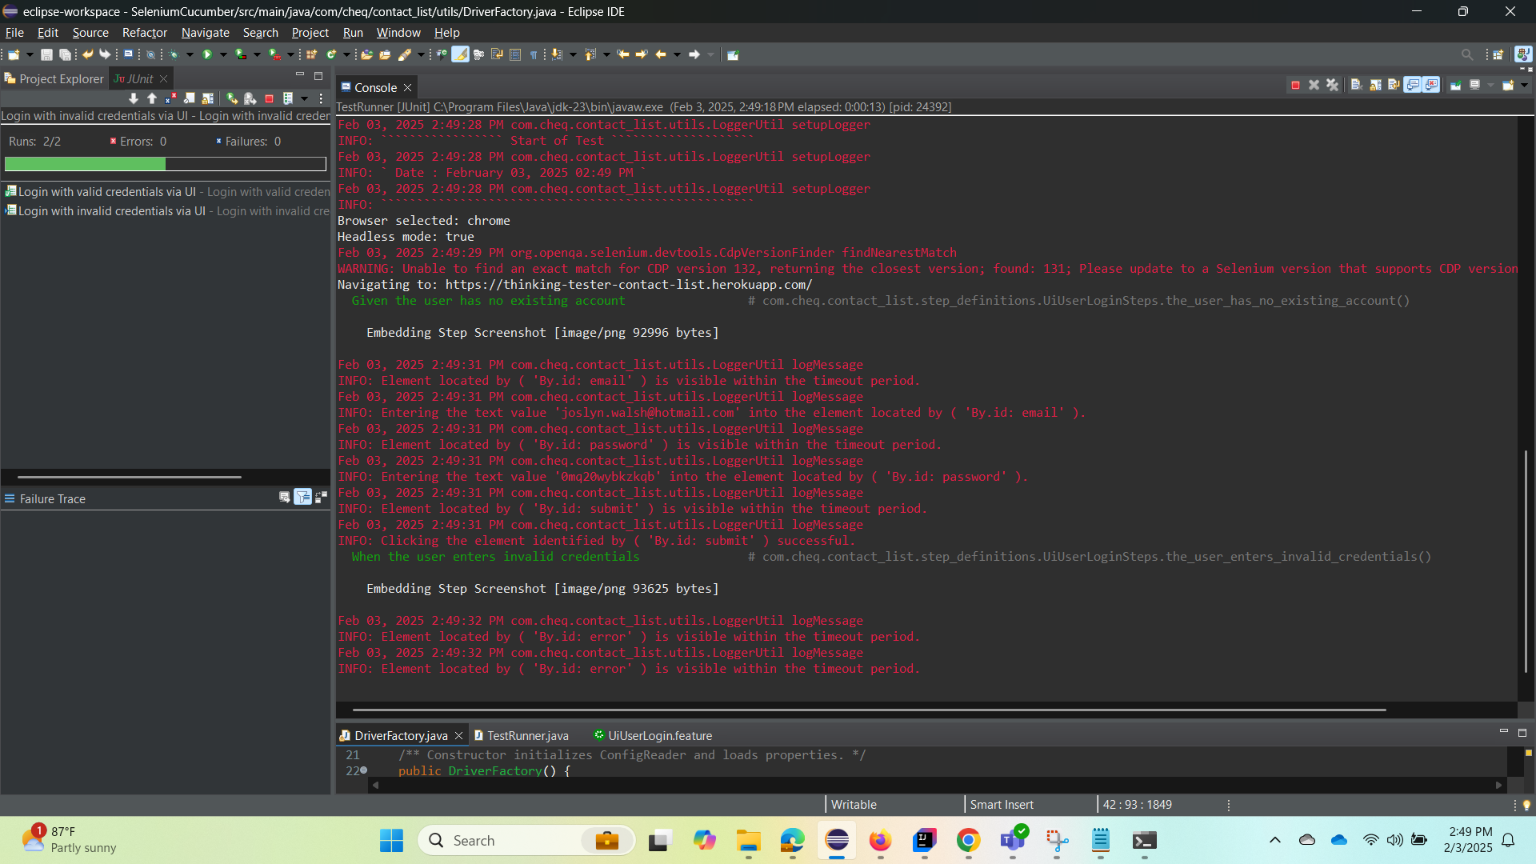 eclipse-workspace - SeleniumCucumber/src/main/java/com/cheq/contact_list/utils/DriverFactory.java - Eclipse IDE
File Edit Source Refactor Navigate Search Project Run Window Help
Project Explorer JUnit
Console
TestRunner [JUnit] C:\Program Files\Java\jdk-23\bin\javaw.exe (Feb 3, 2025, 2:49:18 PM elapsed: 0:00:13) [pid: 24392]
Login with invalid credentials via UI - Login with invalid creder
Runs: 2/2 Errors: 0 Failures: 0
Login with valid credentials via UI - Login with valid creden
Login with invalid credentials via UI - Login with invalid cre
Failure Trace
Feb 03, 2025 2:49:28 PM com.cheq.contact_list.utils.LoggerUtil setupLogger
INFO: ````````````````` Start of Test ````````````````````
Feb 03, 2025 2:49:28 PM com.cheq.contact_list.utils.LoggerUtil setupLogger
INFO: ` Date : February 03, 2025 02:49 PM `
Feb 03, 2025 2:49:28 PM com.cheq.contact_list.utils.LoggerUtil setupLogger
INFO: ````````````````````````````````````````````````````
Browser selected: chrome
Headless mode: true
Feb 03, 2025 2:49:29 PM org.openqa.selenium.devtools.CdpVersionFinder findNearestMatch
WARNING: Unable to find an exact match for CDP version 132, returning the closest version; found: 131; Please update to a Selenium version that supports CDP version
Navigating to: https://thinking-tester-contact-list.herokuapp.com/
Given the user has no existing account # com.cheq.contact_list.step_definitions.UiUserLoginSteps.the_user_has_no_existing_account()
Embedding Step Screenshot [image/png 92996 bytes]
Feb 03, 2025 2:49:31 PM com.cheq.contact_list.utils.LoggerUtil logMessage
INFO: Element located by ( 'By.id: email' ) is visible within the timeout period.
Feb 03, 2025 2:49:31 PM com.cheq.contact_list.utils.LoggerUtil logMessage
INFO: Entering the text value 'joslyn.walsh@hotmail.com' into the element located by ( 'By.id: email' ).
Feb 03, 2025 2:49:31 PM com.cheq.contact_list.utils.LoggerUtil logMessage
INFO: Element located by ( 'By.id: password' ) is visible within the timeout period.
Feb 03, 2025 2:49:31 PM com.cheq.contact_list.utils.LoggerUtil logMessage
INFO: Entering the text value '0mq20wybkzkqb' into the element located by ( 'By.id: password' ).
Feb 03, 2025 2:49:31 PM com.cheq.contact_list.utils.LoggerUtil logMessage
INFO: Element located by ( 'By.id: submit' ) is visible within the timeout period.
Feb 03, 2025 2:49:31 PM com.cheq.contact_list.utils.LoggerUtil logMessage
INFO: Clicking the element identified by ( 'By.id: submit' ) successful.
When the user enters invalid credentials # com.cheq.contact_list.step_definitions.UiUserLoginSteps.the_user_enters_invalid_credentials()
Embedding Step Screenshot [image/png 93625 bytes]
Feb 03, 2025 2:49:32 PM com.cheq.contact_list.utils.LoggerUtil logMessage
INFO: Element located by ( 'By.id: error' ) is visible within the timeout period.
Feb 03, 2025 2:49:32 PM com.cheq.contact_list.utils.LoggerUtil logMessage
INFO: Element located by ( 'By.id: error' ) is visible within the timeout period.
DriverFactory.java TestRunner.java UiUserLogin.feature
21 /** Constructor initializes ConfigReader and loads properties. */
22 public DriverFactory() {
Writable Smart Insert 42 : 93 : 1849
1 87°F
Partly sunny
Search
2:49 PM
2/3/2025